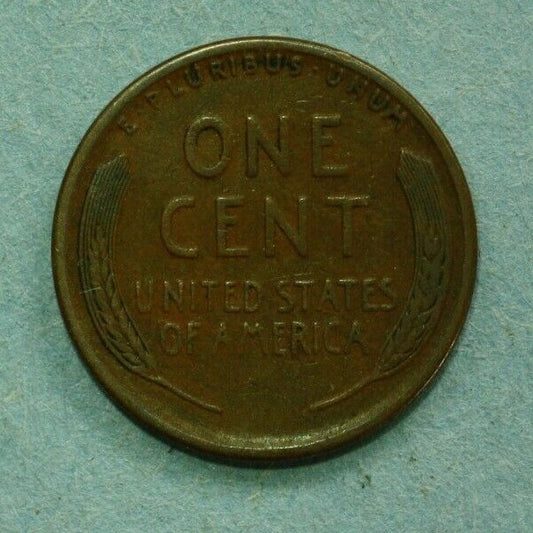 E·PLURIBUS·UNUM
ONE
CENT
UNITED STATES
OF AMERICA